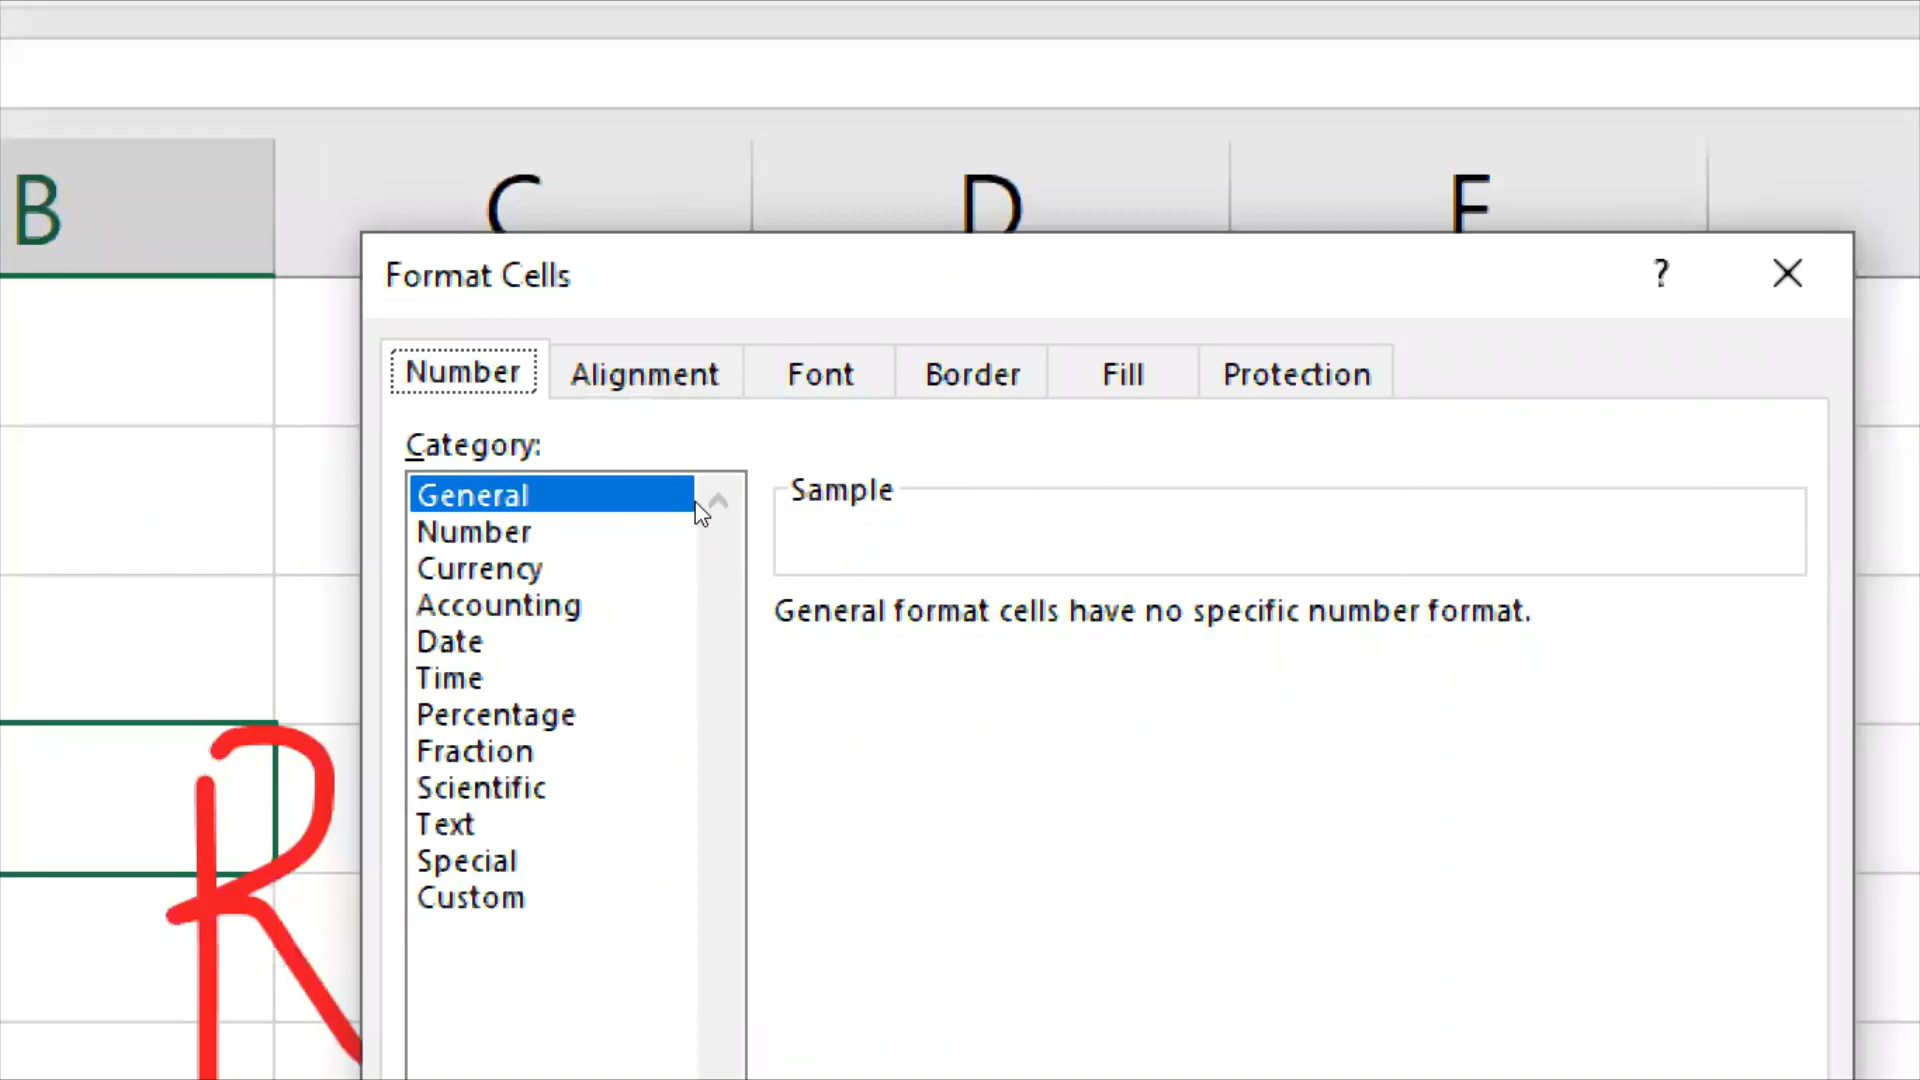 B C D
Format Cells ?
Number Alignment Font Border Fill Protection
Category:
General
Number
Currency
Accounting
Date
Time
Percentage
Fraction
Scientific
Text
Special
Custom
Sample
General format cells have no specific number format.
R